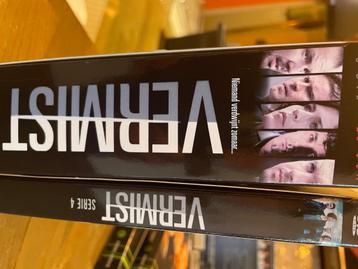 VERMIST
Niemand verdwijnt zomaar...
VERMIST
SERIE 4